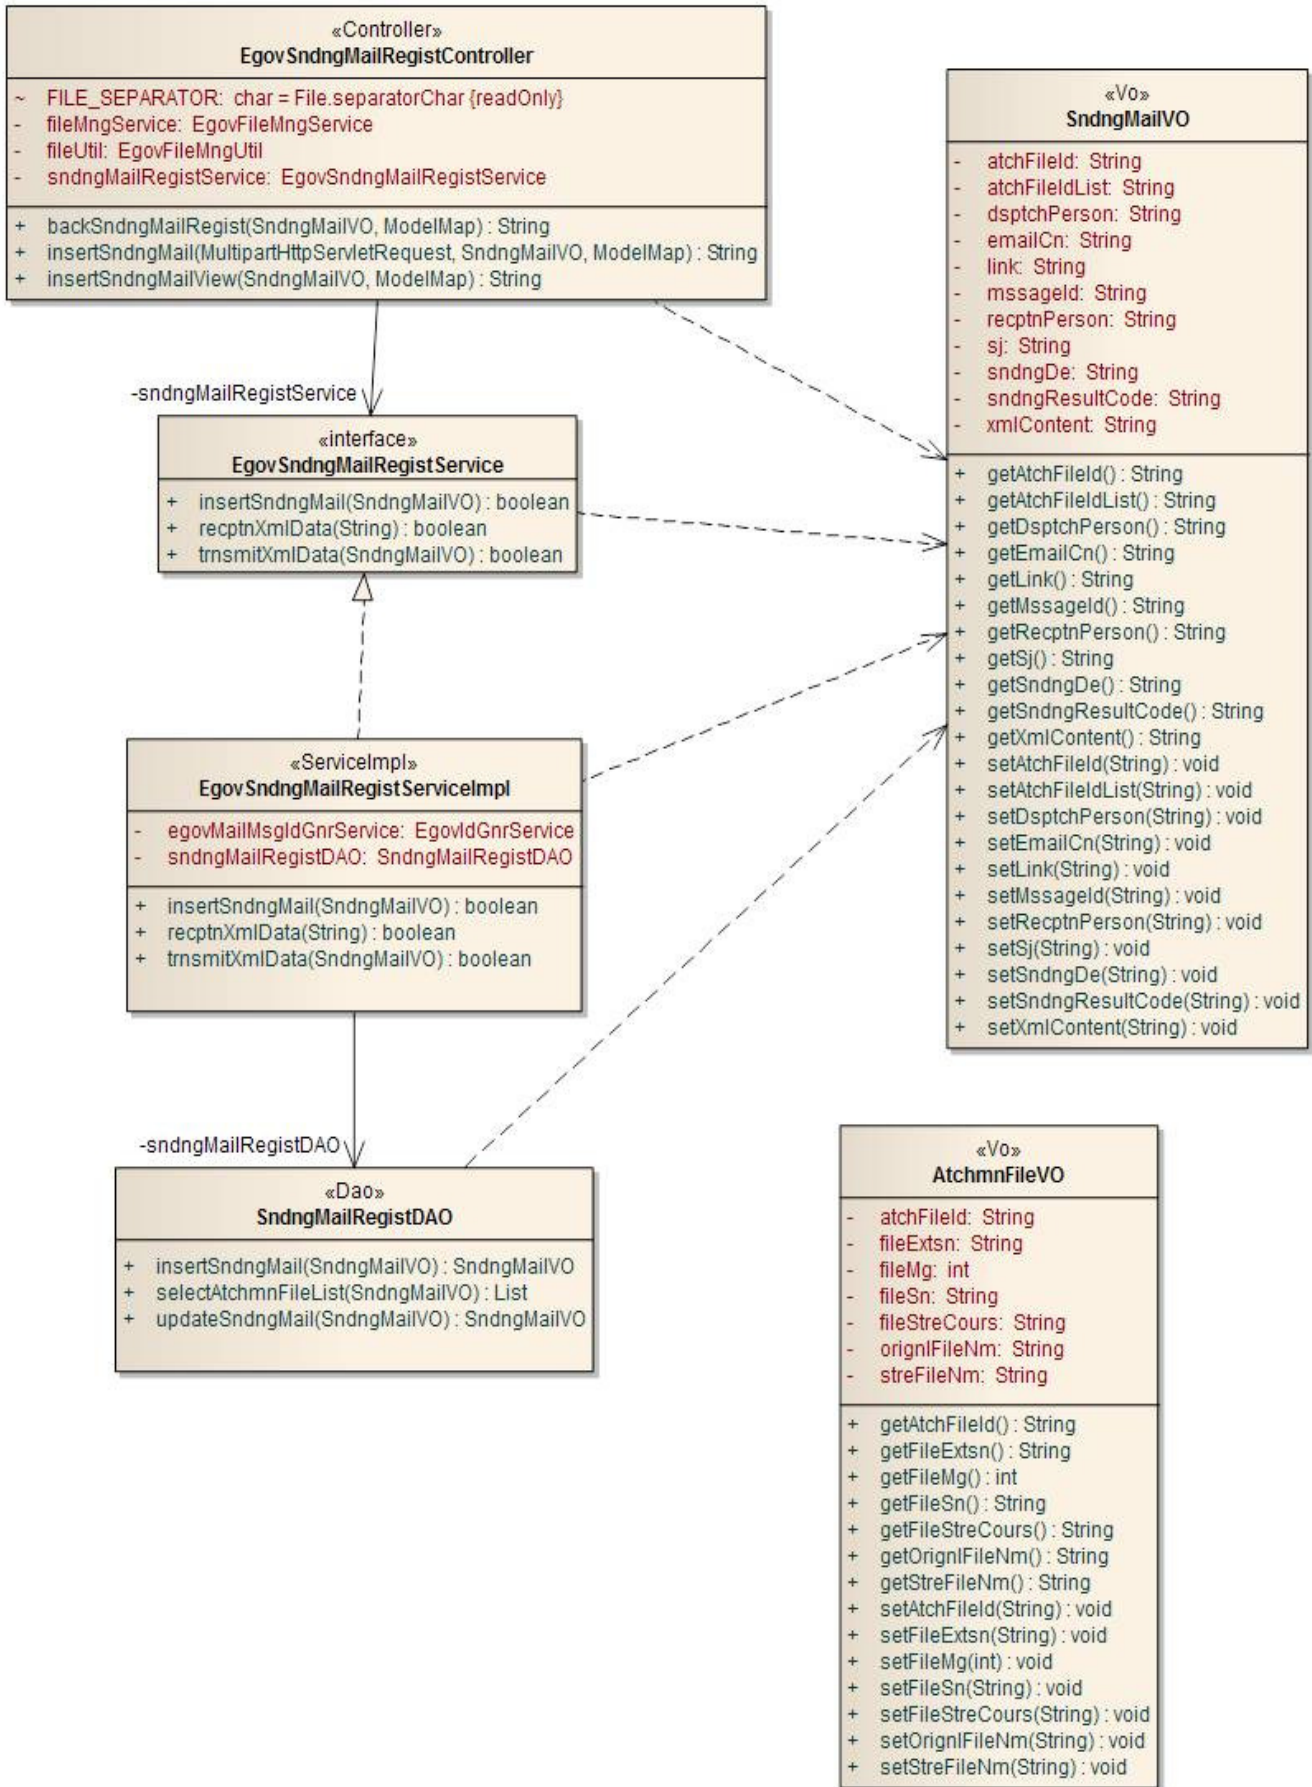 «Controller»
EgovSndngMailRegistController
~ FILE_SEPARATOR: char = File.separatorChar {readOnly}
- fileMngService: EgovFileMngService
- fileUtil: EgovFileMngUtil
- sndngMailRegistService: EgovSndngMailRegistService
+ backSndngMailRegist(SndngMailVO, ModelMap) : String
+ insertSndngMail(MultipartHttpServletRequest, SndngMailVO, ModelMap) : String
+ insertSndngMailView(SndngMailVO, ModelMap) : String
-sndngMailRegistService
«interface»
EgovSndngMailRegistService
+ insertSndngMail(SndngMailVO) : boolean
+ recptnXmlData(String) : boolean
+ trnsmitXmlData(SndngMailVO) : boolean
«ServiceImpl»
EgovSndngMailRegistServiceImpl
- egovMailMsgIdGnrService: EgovIdGnrService
- sndngMailRegistDAO: SndngMailRegistDAO
+ insertSndngMail(SndngMailVO) : boolean
+ recptnXmlData(String) : boolean
+ trnsmitXmlData(SndngMailVO) : boolean
-sndngMailRegistDAO
«Dao»
SndngMailRegistDAO
+ insertSndngMail(SndngMailVO) : SndngMailVO
+ selectAtchmnFileList(SndngMailVO) : List
+ updateSndngMail(SndngMailVO) : SndngMailVO
«Vo»
SndngMailVO
- atchFileId: String
- atchFileIdList: String
- dsptchPerson: String
- emailCn: String
- link: String
- mssageId: String
- recptnPerson: String
- sj: String
- sndngDe: String
- sndngResultCode: String
- xmlContent: String
+ getAtchFileId() : String
+ getAtchFileIdList() : String
+ getDsptchPerson() : String
+ getEmailCn() : String
+ getLink() : String
+ getMssageId() : String
+ getRecptnPerson() : String
+ getSj() : String
+ getSndngDe() : String
+ getSndngResultCode() : String
+ getXmlContent() : String
+ setAtchFileId(String) : void
+ setAtchFileIdList(String) : void
+ setDsptchPerson(String) : void
+ setEmailCn(String) : void
+ setLink(String) : void
+ setMssageId(String) : void
+ setRecptnPerson(String) : void
+ setSj(String) : void
+ setSndngDe(String) : void
+ setSndngResultCode(String) : void
+ setXmlContent(String) : void
«Vo»
AtchmnFileVO
- atchFileId: String
- fileExtsn: String
- fileMg: int
- fileSn: String
- fileStreCours: String
- orignlFileNm: String
- streFileNm: String
+ getAtchFileId() : String
+ getFileExtsn() : String
+ getFileMg() : int
+ getFileSn() : String
+ getFileStreCours() : String
+ getOrignlFileNm() : String
+ getStreFileNm() : String
+ setAtchFileId(String) : void
+ setFileExtsn(String) : void
+ setFileMg(int) : void
+ setFileSn(String) : void
+ setFileStreCours(String) : void
+ setOrignlFileNm(String) : void
+ setStreFileNm(String) : void